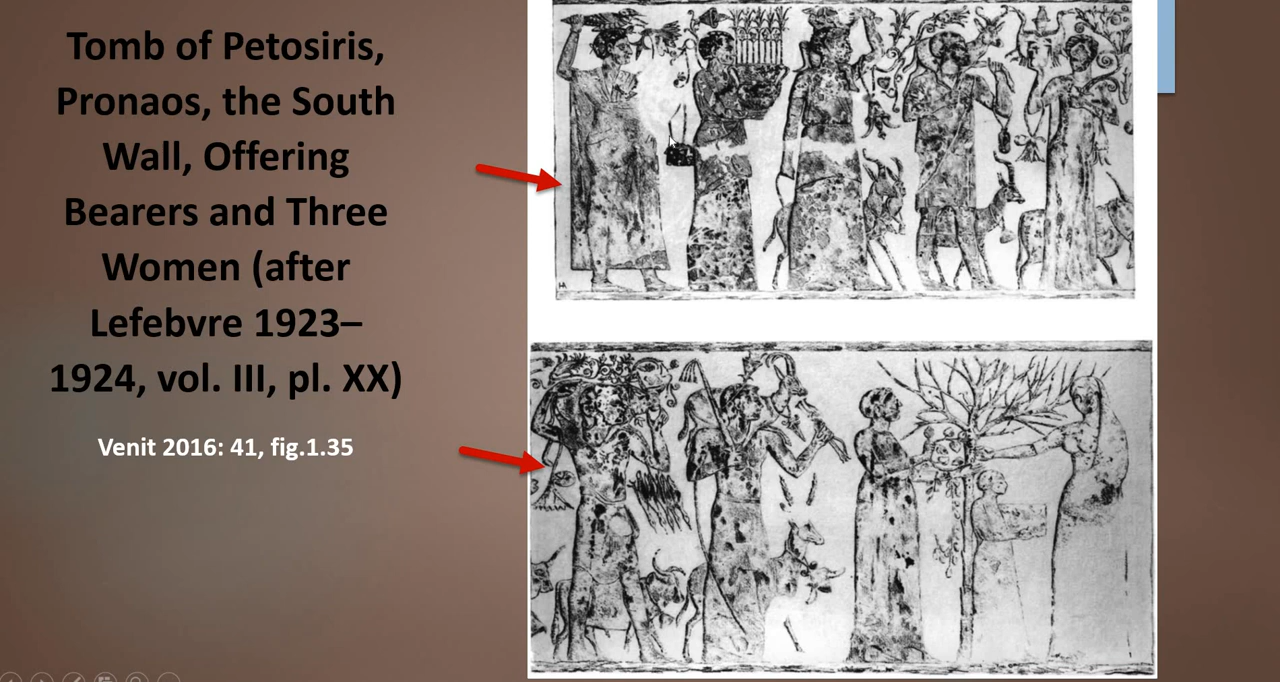 Tomb of Petosiris,
Pronaos, the South
Wall, Offering
Bearers and Three
Women (after
Lefebvre 1923–
1924, vol. III, pl. XX)
Venit 2016: 41, fig.1.35